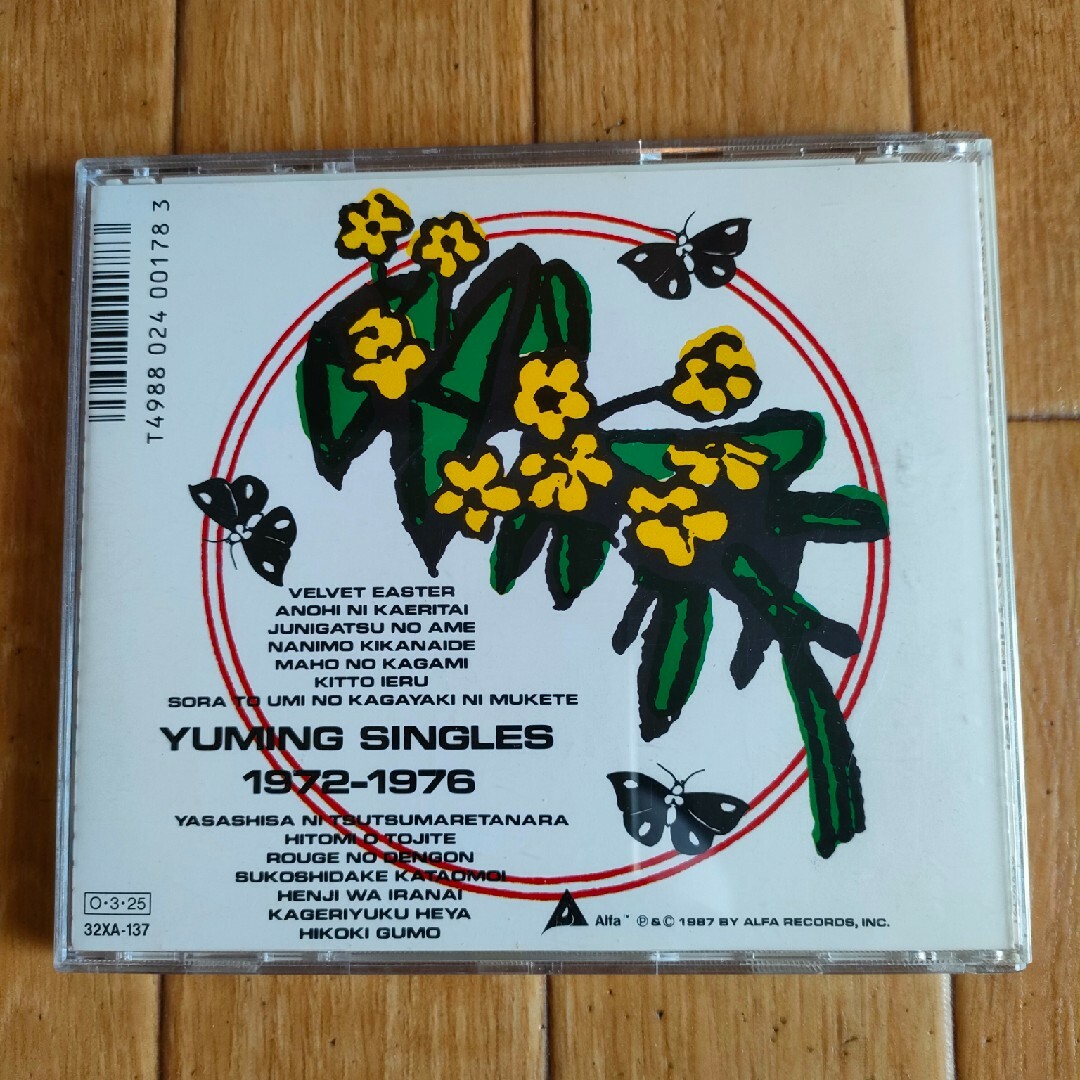 T4988 024 00178 3
VELVET EASTER
ANOHI NI KAERITAI
JUNIGATSU NO AME
NANIMO KIKANAIDE
MAHO NO KAGAMI
KITTO IERU
SORA TO UMI NO KAGAYAKI NI MUKETE
YUMING SINGLES
1972-1976
YASASHISA NI TSUTSUMARETANARA
HITOMI O TOJITE
ROUGE NO DENGON
SUKOSHIDAKE KATAOMOI
HENJI WA IRANAI
KAGERIYUKU HEYA
HIKOKI GUMO
O·3·25
32XA-137
Alfa™ ℗&© 1987 BY ALFA RECORDS, INC.